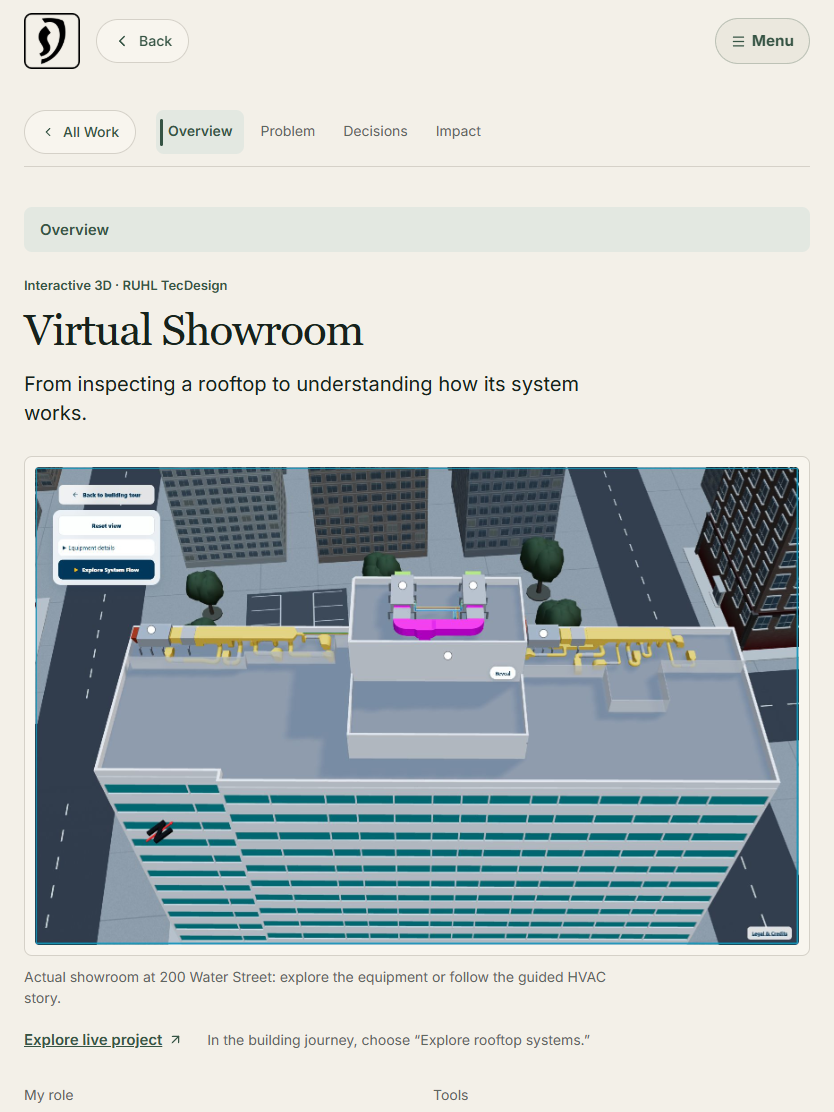 Back
Menu
All Work
Overview
Problem
Decisions
Impact
Overview
Interactive 3D · RUHL TecDesign
Virtual Showroom
From inspecting a rooftop to understanding how its system
works.
← Back to building tour
Reset view
▸ Equipment details
▸ Explore System Flow
Reveal
Legal & Credits
Actual showroom at 200 Water Street: explore the equipment or follow the guided HVAC
story.
Explore live project ↗
In the building journey, choose “Explore rooftop systems.”
My role
Tools